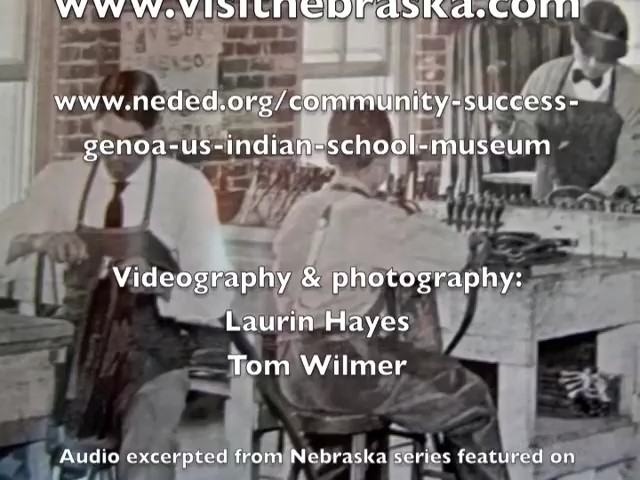 www.visitnebraska.com
www.neded.org/community-success-
genoa-us-indian-school-museum
Videography & photography:
Laurin Hayes
Tom Wilmer
Audio excerpted from Nebraska series featured on